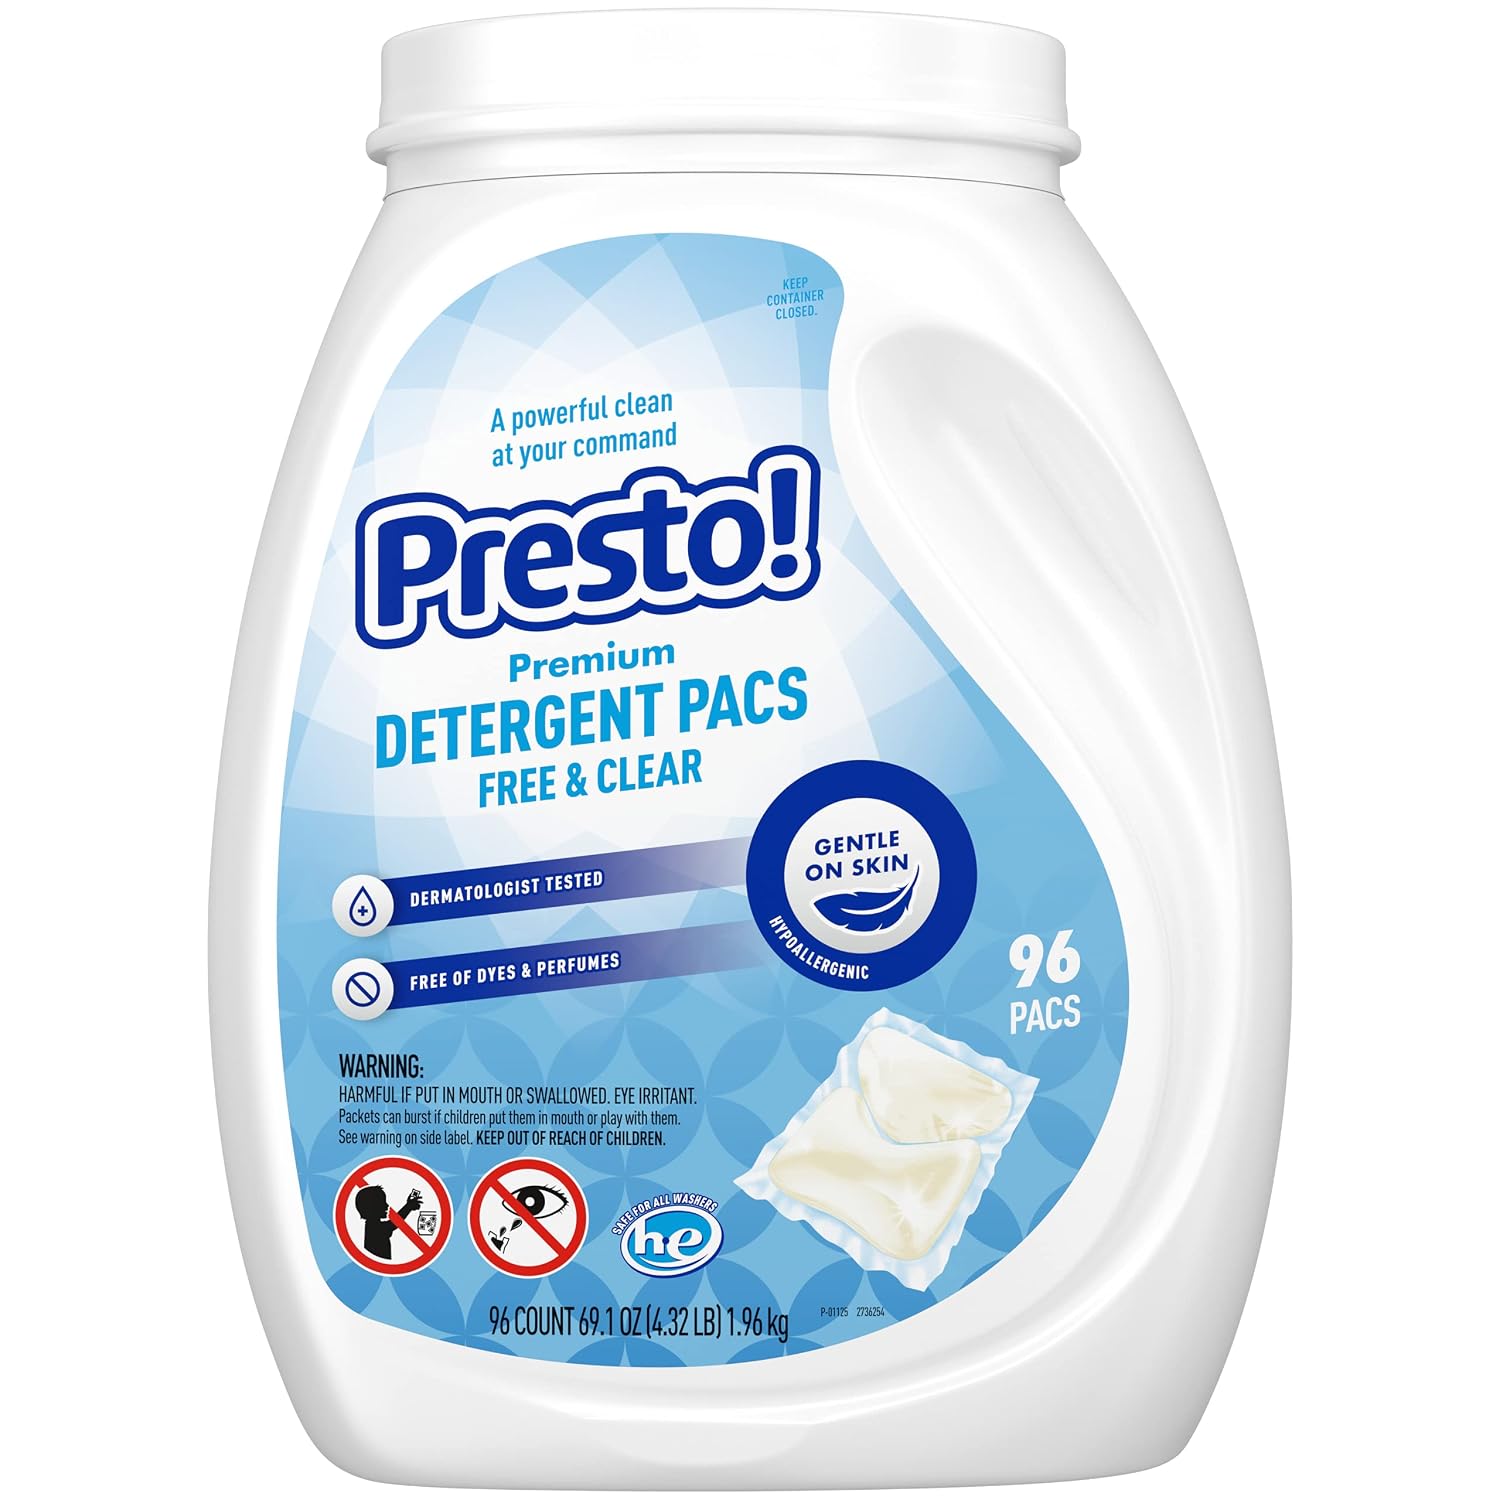 KEEP
CONTAINER
CLOSED.
A powerful clean
at your command
Presto!
Premium
DETERGENT PACS
FREE & CLEAR
DERMATOLOGIST TESTED
FREE OF DYES & PERFUMES
GENTLE
ON SKIN
HYPOALLERGENIC
96
PACS
WARNING:
HARMFUL IF PUT IN MOUTH OR SWALLOWED. EYE IRRITANT.
Packets can burst if children put them in mouth or play with them.
See warning on side label. KEEP OUT OF REACH OF CHILDREN.
SAFE FOR ALL WASHERS
he
96 COUNT 69.1 OZ (4.32 LB) 1.96 kg
P-01125 2736254